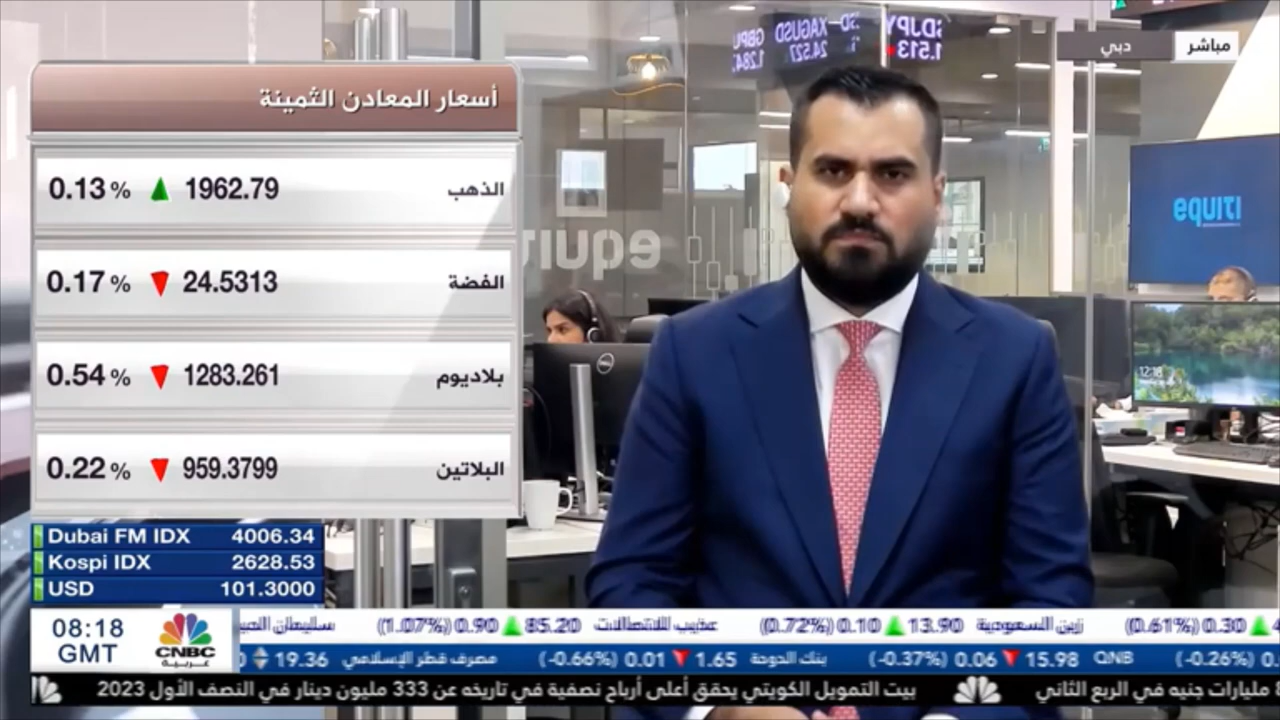 مباشر دبي
أسعار المعادن الثمينة
الذهب 1962.79 0.13 %
الفضة 24.5313 0.17 %
بلاديوم 1283.261 0.54 %
البلاتين 959.3799 0.22 %
equiti
equiti
12:18
Dubai FM IDX 4006.34
Kospi IDX 2628.53
USD 101.3000
08:18
GMT
CNBC
عربية
0.30 (0.61%) زين السعودية 13.90 0.10 (0.72%) 85.20 0.90 (1.07%)
(-0.26%) QNB 15.98 0.06 (-0.37%) بنك الدوحة 1.65 0.01 (-0.66%) مصرف قطر الإسلامي 19.36
مليارات جنيه في الربع الثاني بيت التمويل الكويتي يحقق أعلى أرباح نصفية في تاريخه عن 333 مليون دينار في النصف الأول 2023